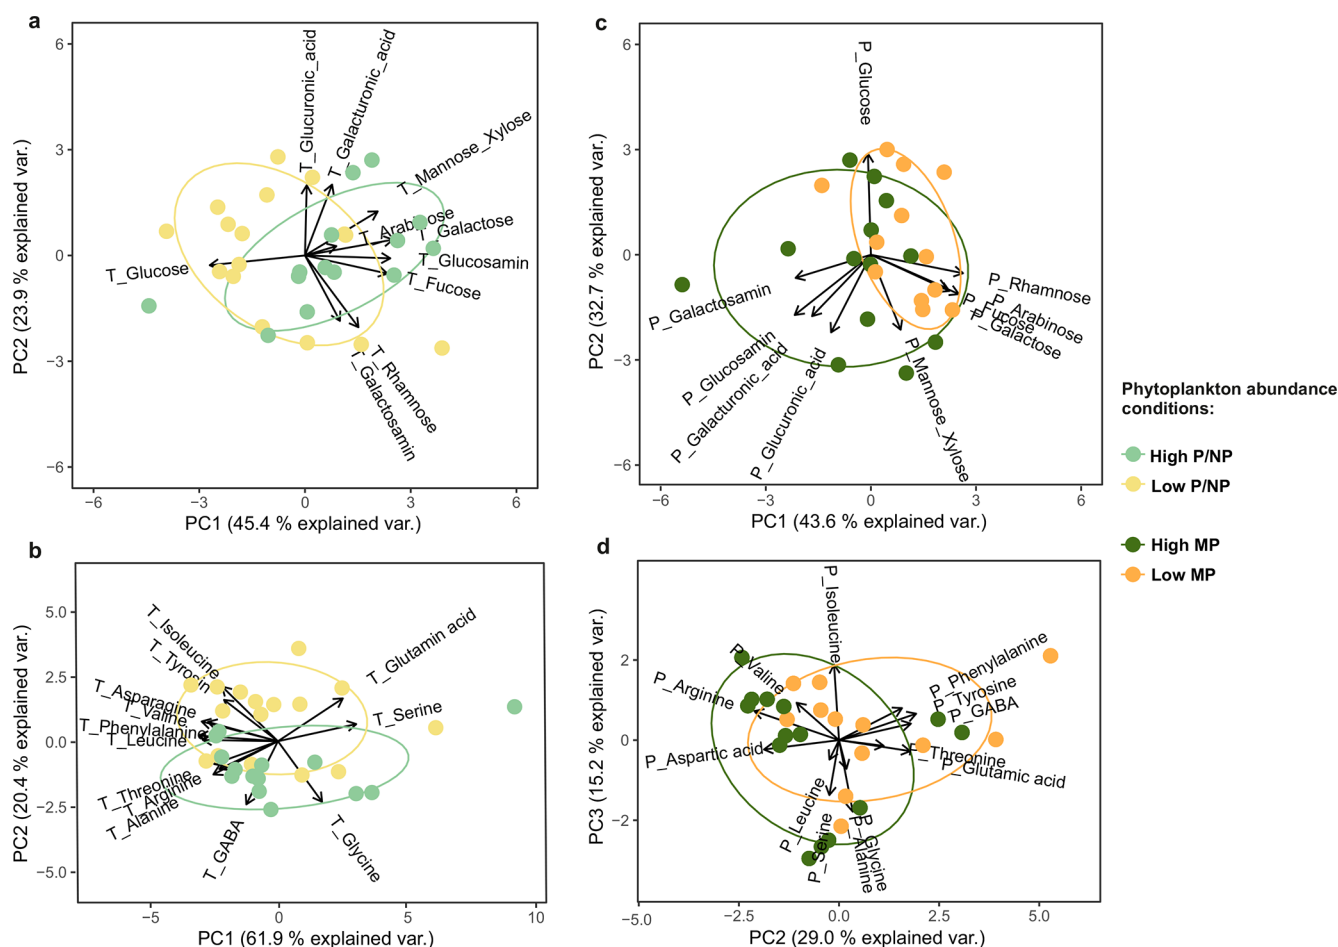 a
PC2 (23.9 % explained var.)
6
3
0
−3
−6
T_Glucuronic_acid
T_Galacturonic_acid
T_Mannose_Xylose
T_Arabinose
T_Galactose
T_Glucosamin
T_Fucose
T_Glucose
T_Rhamnose
T_Galactosamin
−6
−3
0
3
6
PC1 (45.4 % explained var.)
c
PC2 (32.7 % explained var.)
6
3
0
−3
−6
P_Glucose
P_Rhamnose
P_Arabinose
P_Fucose
P_Galactose
P_Galactosamin
P_Glucosamin
P_Galacturonic_acid
P_Glucuronic_acid
P_Mannose_Xylose
−6
−3
0
3
6
PC1 (43.6 % explained var.)
Phytoplankton abundance
conditions:
High P/NP
Low P/NP
High MP
Low MP
b
PC2 (20.4 % explained var.)
5.0
2.5
0.0
−2.5
−5.0
T_Isoleucine
T_Tyrosin
T_Glutamin acid
T_Asparagine
T_Valine
T_Serine
T_Phenylalanine
T_Leucine
T_Threonine
T_Arginine
T_Alanine
T_GABA
T_Glycine
−5
0
5
10
PC1 (61.9 % explained var.)
d
PC3 (15.2 % explained var.)
2
0
−2
P_Isoleucine
P_Valine
P_Arginine
P_Phenylalanine
P_Tyrosine
P_GABA
P_Aspartic acid
P_Threonine
P_Glutamic acid
P_Leucine
P_Serine
P_Glycine
P_Alanine
−5.0
−2.5
0.0
2.5
5.0
PC2 (29.0 % explained var.)